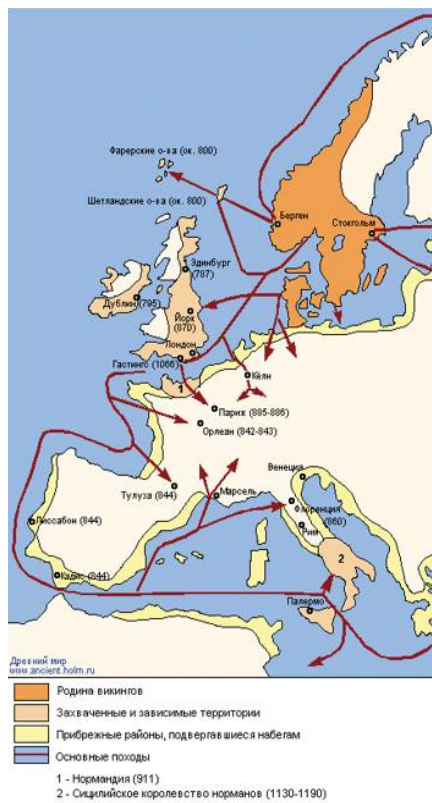 Фарерские о-ва (ок. 800)
Шетландские о-ва (ок. 800)
Берген
Стокгольм
Эдинбург
(787)
Дублин (795)
Йорк
(870)
Лондон
Гастингс (1066)
1
Кёлн
Париж (885-886)
Орлеан (842-843)
Венеция
Тулуза (844)
Марсель
Флоренция
(860)
Лиссабон (844)
Рим
2
Кадис (844)
Палермо
Древний мир
www.ancient.holm.ru
Родина викингов
Захваченные и зависимые территории
Прибрежные районы, подвергавшиеся набегам
Основные походы
1 - Нормандия (911)
2 - Сицилийское королевство норманов (1130-1190)